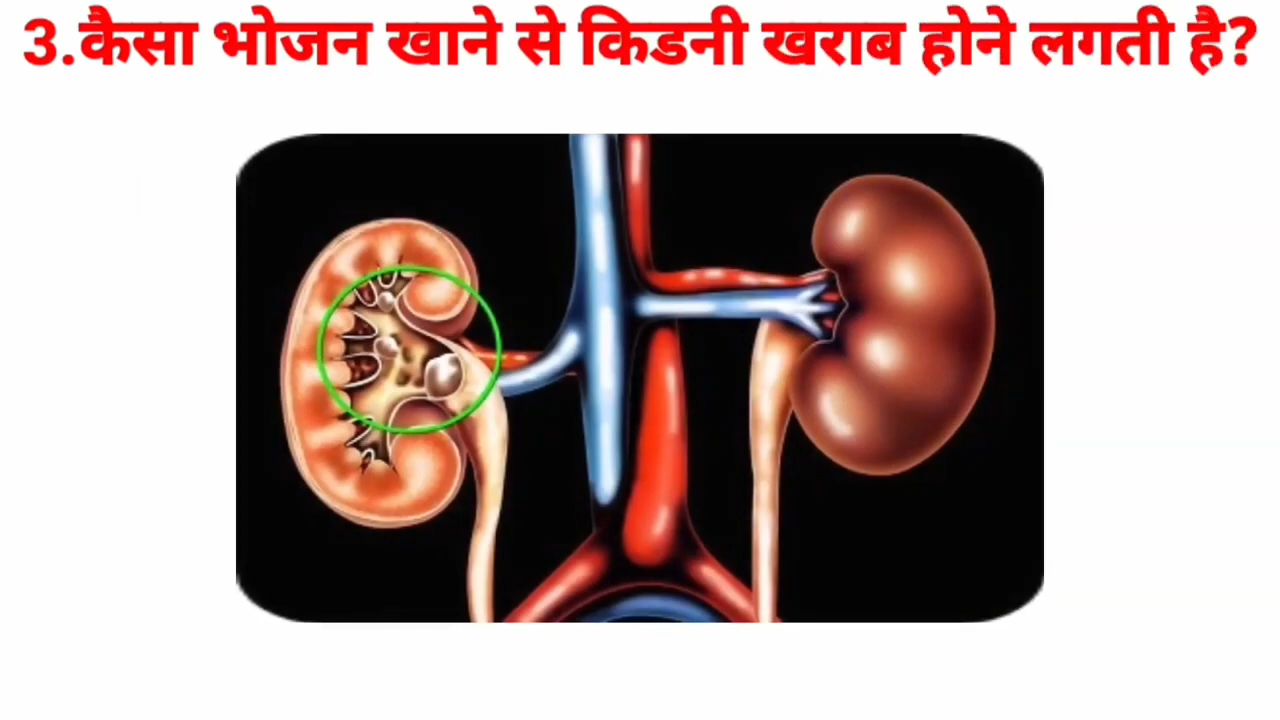 3.कैसा भोजन खाने से किडनी खराब होने लगती है?